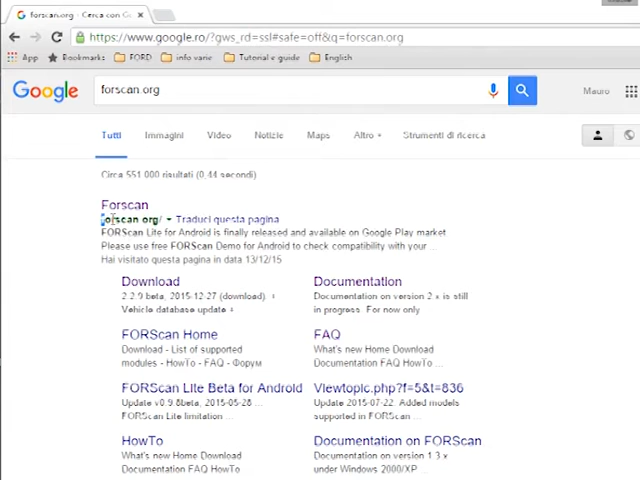 forscan.org - Cerca con G
https://www.google.ro/?gws_rd=ssl#safe=off&q=forscan.org
App Bookmarks FORD info varie Tutorial e guide English
Google forscan.org Mauro
Tutti Immagini Video Notizie Maps Altro Strumenti di ricerca
Circa 551.000 risultati (0,44 secondi)
Forscan
forscan.org/ Traduci questa pagina
FORScan Lite for Android is finally released and available on Google Play market
Please use free FORScan Demo for Android to check compatibility with your ...
Hai visitato questa pagina in data 13/12/15
Download
2.2.9 beta, 2015-12-27 (download). +
Vehicle database update +
Documentation
Documentation on version 2.x is still
in progress. For now only
FORScan Home
Download - List of supported
modules - HowTo - FAQ - Форум
FAQ
What's new Home Download
Documentation FAQ HowTo ...
FORScan Lite Beta for Android
Update v0.9.8beta, 2015-05-28 ...
FORScan Lite limitation ...
Viewtopic.php?f=5&t=836
Update 2015-07-22. Added models
supported in FORScan ...
HowTo
What's new Home Download
Documentation FAQ HowTo
Documentation on FORScan
Documentation on version 1.3.x
under Windows 2000/XP ...